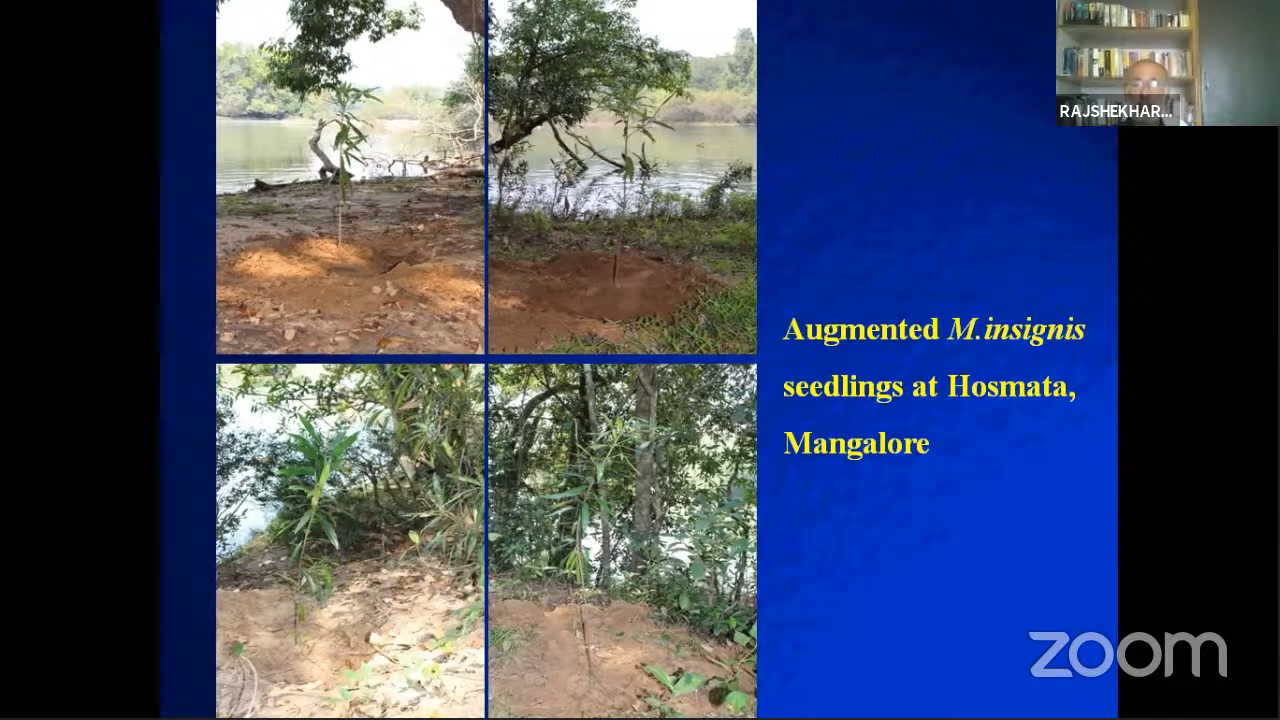 RAJSHEKHAR...
Augmented M.insignis
seedlings at Hosmata,
Mangalore
zoom